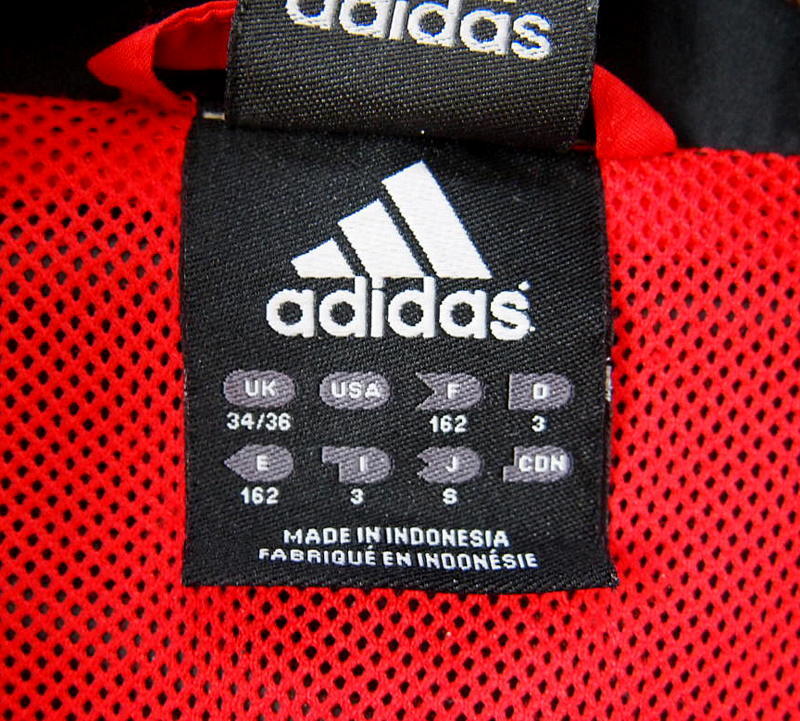 adidas
adidas
UK USA F D
34/36 162 3
E I J CDN
162 3 S
MADE IN INDONESIA
FABRIQUÉ EN INDONÉSIE